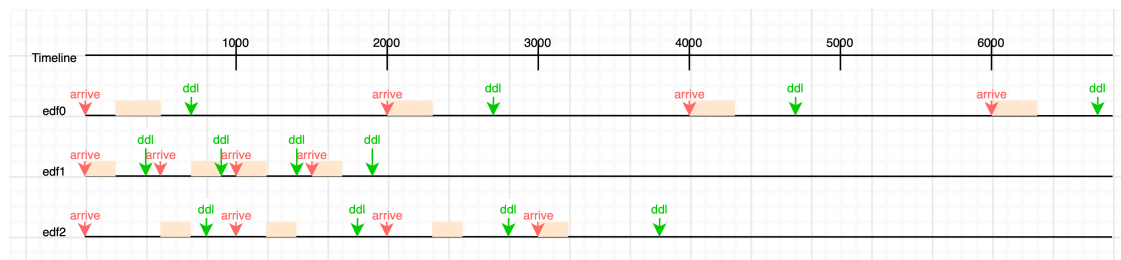 1000 2000 3000 4000 5000 6000
Timeline
ddl ddl ddl ddl
arrive arrive arrive arrive
edf0
ddl ddl ddl ddl
arrive arrive arrive arrive
edf1
ddl ddl ddl ddl
arrive arrive arrive arrive
edf2